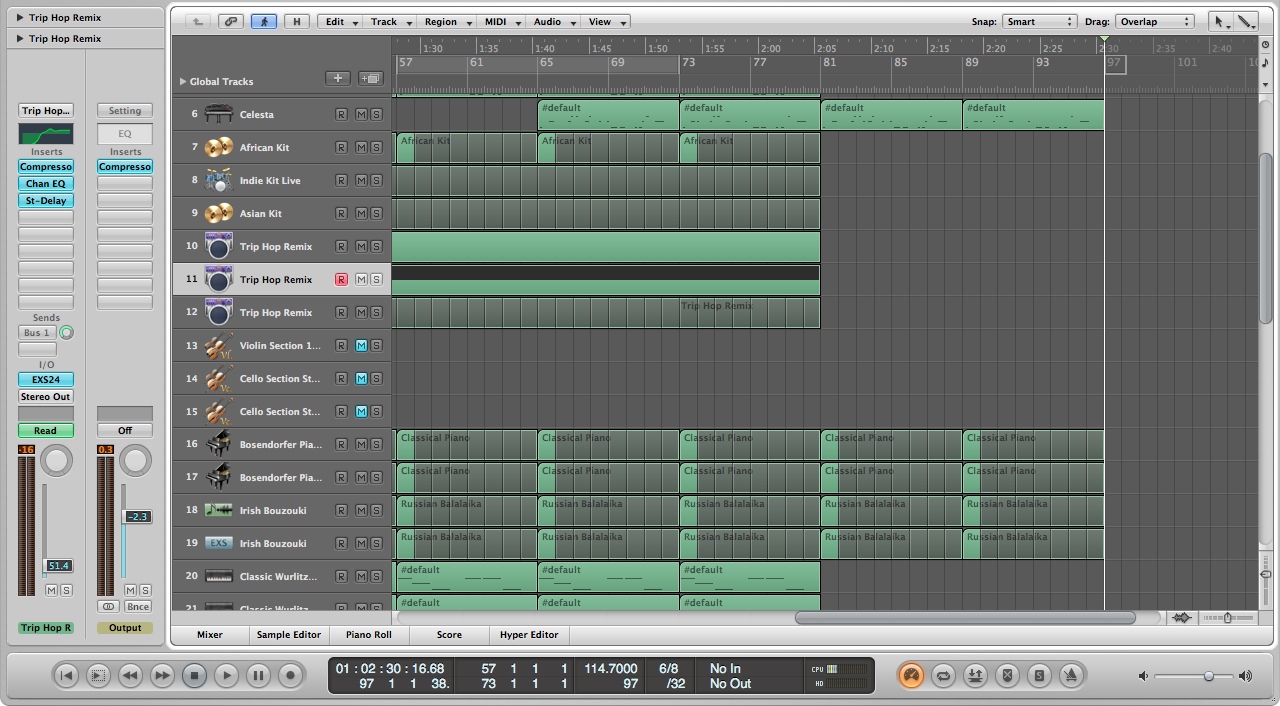 Trip Hop Remix
Trip Hop Remix
H Edit Track Region MIDI Audio View Snap: Smart Drag: Overlap
1:30 1:35 1:40 1:45 1:50 1:55 2:00 2:05 2:10 2:15 2:20 2:25 2:30 2:35 2:40
57 61 65 69 73 77 81 85 89 93 97 101
Global Tracks
6 Celesta R M S #default #default #default #default
7 African Kit R M S African Kit African Kit African Kit
8 Indie Kit Live R M S
9 Asian Kit R M S
10 Trip Hop Remix R M S
11 Trip Hop Remix R M S
12 Trip Hop Remix R M S Trip Hop Remix
13 Violin Section 1... R M S
14 Cello Section St... R M S
15 Cello Section St... R M S
16 Bosendorfer Pia... R M S Classical Piano Classical Piano Classical Piano Classical Piano Classical Piano
17 Bosendorfer Pia... R M S Classical Piano Classical Piano Classical Piano Classical Piano Classical Piano
18 Irish Bouzouki R M S Russian Balalaika Russian Balalaika Russian Balalaika Russian Balalaika Russian Balalaika
19 EXS Irish Bouzouki R M S Russian Balalaika Russian Balalaika Russian Balalaika Russian Balalaika Russian Balalaika
20 Classic Wurlitz... R M S #default #default #default
21 Classic Wurlitz... R M S #default #default #default
Trip Hop... Setting
EQ
Inserts Inserts
Compresso Compresso
Chan EQ
St-Delay
Sends
Bus 1
I/O
EXS24
Stereo Out
Read Off
-16 0.3
-2.3
51.4
M S M S
Bnce
Trip Hop R Output
Mixer Sample Editor Piano Roll Score Hyper Editor
01 : 02 : 30 : 16.68 57 1 1 1 114.7000 6/8 No In CPU
97 1 1 38. 73 1 1 1 97 /32 No Out HD
S